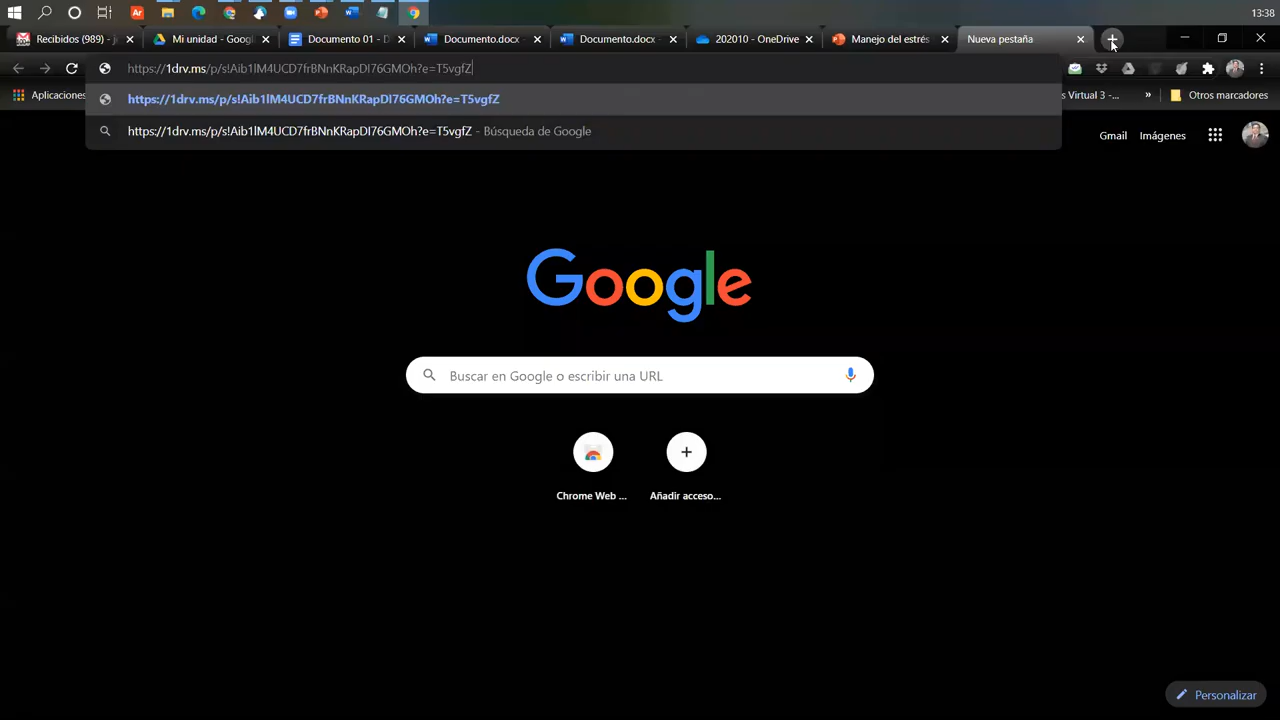 13:38
Recibidos (989) - j
Mi unidad - Googl
Documento 01 - D
Documento.docx -
Documento.docx -
202010 - OneDrive
Manejo del estrés
Nueva pestaña
https://1drv.ms/p/s!Aib1lM4UCD7frBNnKRapDI76GMOh?e=T5vgfZ
Aplicaciones
https://1drv.ms/p/s!Aib1lM4UCD7frBNnKRapDI76GMOh?e=T5vgfZ
s Virtual 3 -...
»
Otros marcadores
https://1drv.ms/p/s!Aib1lM4UCD7frBNnKRapDI76GMOh?e=T5vgfZ - Búsqueda de Google
Gmail
Imágenes
Google
Buscar en Google o escribir una URL
Chrome Web ...
Añadir acceso...
Personalizar